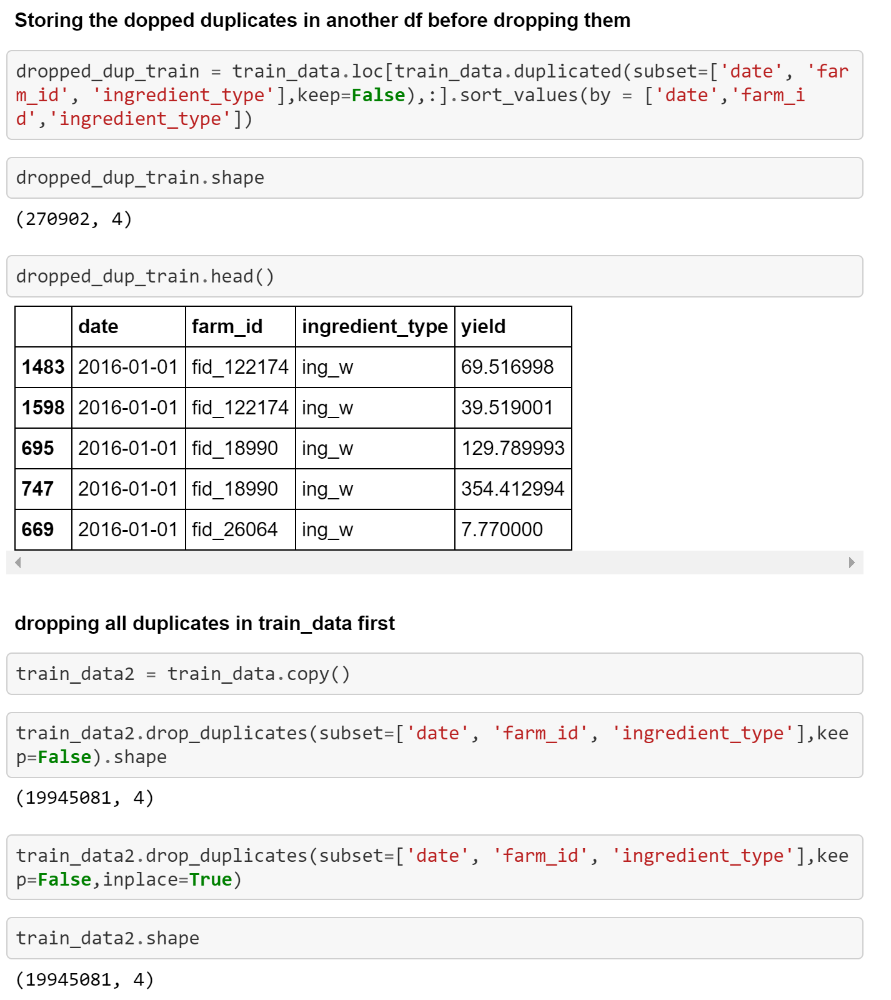 Storing the dopped duplicates in another df before dropping them
dropped_dup_train = train_data.loc[train_data.duplicated(subset=['date', 'far
m_id', 'ingredient_type'],keep=False),:].sort_values(by = ['date','farm_i
d','ingredient_type'])
dropped_dup_train.shape
(270902, 4)
dropped_dup_train.head()
date farm_id ingredient_type yield
1483 2016-01-01 fid_122174 ing_w 69.516998
1598 2016-01-01 fid_122174 ing_w 39.519001
695 2016-01-01 fid_18990 ing_w 129.789993
747 2016-01-01 fid_18990 ing_w 354.412994
669 2016-01-01 fid_26064 ing_w 7.770000
dropping all duplicates in train_data first
train_data2 = train_data.copy()
train_data2.drop_duplicates(subset=['date', 'farm_id', 'ingredient_type'],kee
p=False).shape
(19945081, 4)
train_data2.drop_duplicates(subset=['date', 'farm_id', 'ingredient_type'],kee
p=False,inplace=True)
train_data2.shape
(19945081, 4)